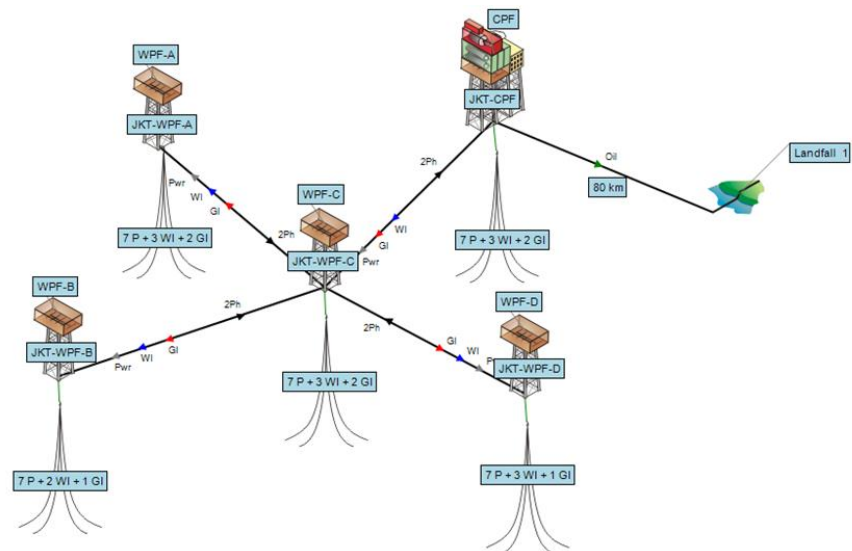 CPF
WPF-A
JKT-CPF
JKT-WPF-A
2Ph
Oil
Landfall 1
Pwr
WI
GI
80 km
WPF-C
2Ph
WI
GI
Pwr
7 P + 3 WI + 2 GI
7 P + 3 WI + 2 GI
JKT-WPF-C
WPF-B
2Ph
WPF-D
2Ph
GI
WI
JKT-WPF-B
Pwr
WI
GI
JKT-WPF-D
7 P + 3 WI + 2 GI
7 P + 2 WI + 1 GI
7 P + 3 WI + 1 GI